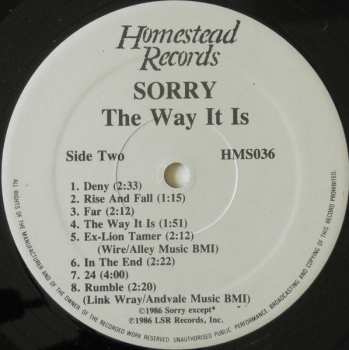 Homestead
Records
SORRY
The Way It Is
Side Two HMS036
1. Deny (2:33)
2. Rise And Fall (1:15)
3. Far (2:12)
4. The Way It Is (1:51)
5. Ex-Lion Tamer (2:12)
(Wire/Alley Music BMI)
6. In The End (2:22)
7. 24 (4:00)
8. Rumble (2:20)
(Link Wray/Andvale Music BMI)
©1986 Sorry except*
℗1986 LSR Records, Inc.
ALL RIGHTS OF THE MANUFACTURER AND OF THE OWNER OF THE RECORDED WORK RESERVED. UNAUTHORISED PUBLIC PERFORMANCE, BROADCASTING AND COPYING OF THIS RECORD PROHIBITED.